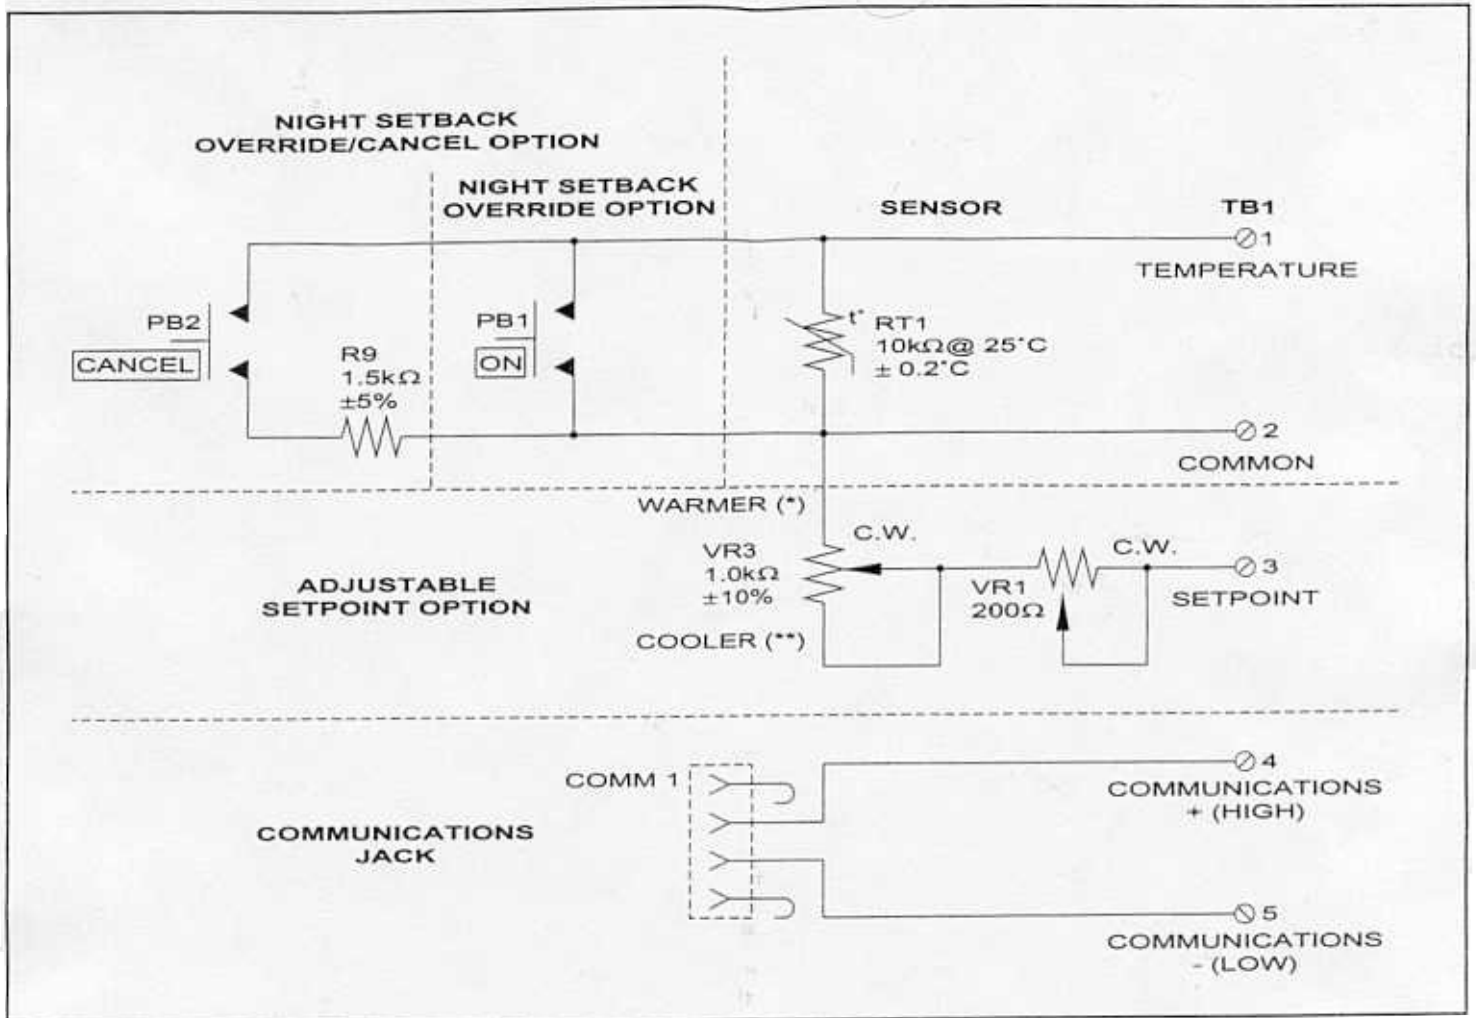 NIGHT SETBACK
OVERRIDE/CANCEL OPTION
NIGHT SETBACK
OVERRIDE OPTION
SENSOR
TB1
1
TEMPERATURE
PB2
CANCEL
R9
1.5kΩ
±5%
PB1
ON
t°
RT1
10kΩ@ 25°C
± 0.2°C
2
COMMON
WARMER (*)
C.W.
VR3
1.0kΩ
±10%
COOLER (**)
C.W.
VR1
200Ω
3
SETPOINT
ADJUSTABLE
SETPOINT OPTION
COMM 1
4
COMMUNICATIONS
+ (HIGH)
COMMUNICATIONS
JACK
5
COMMUNICATIONS
- (LOW)